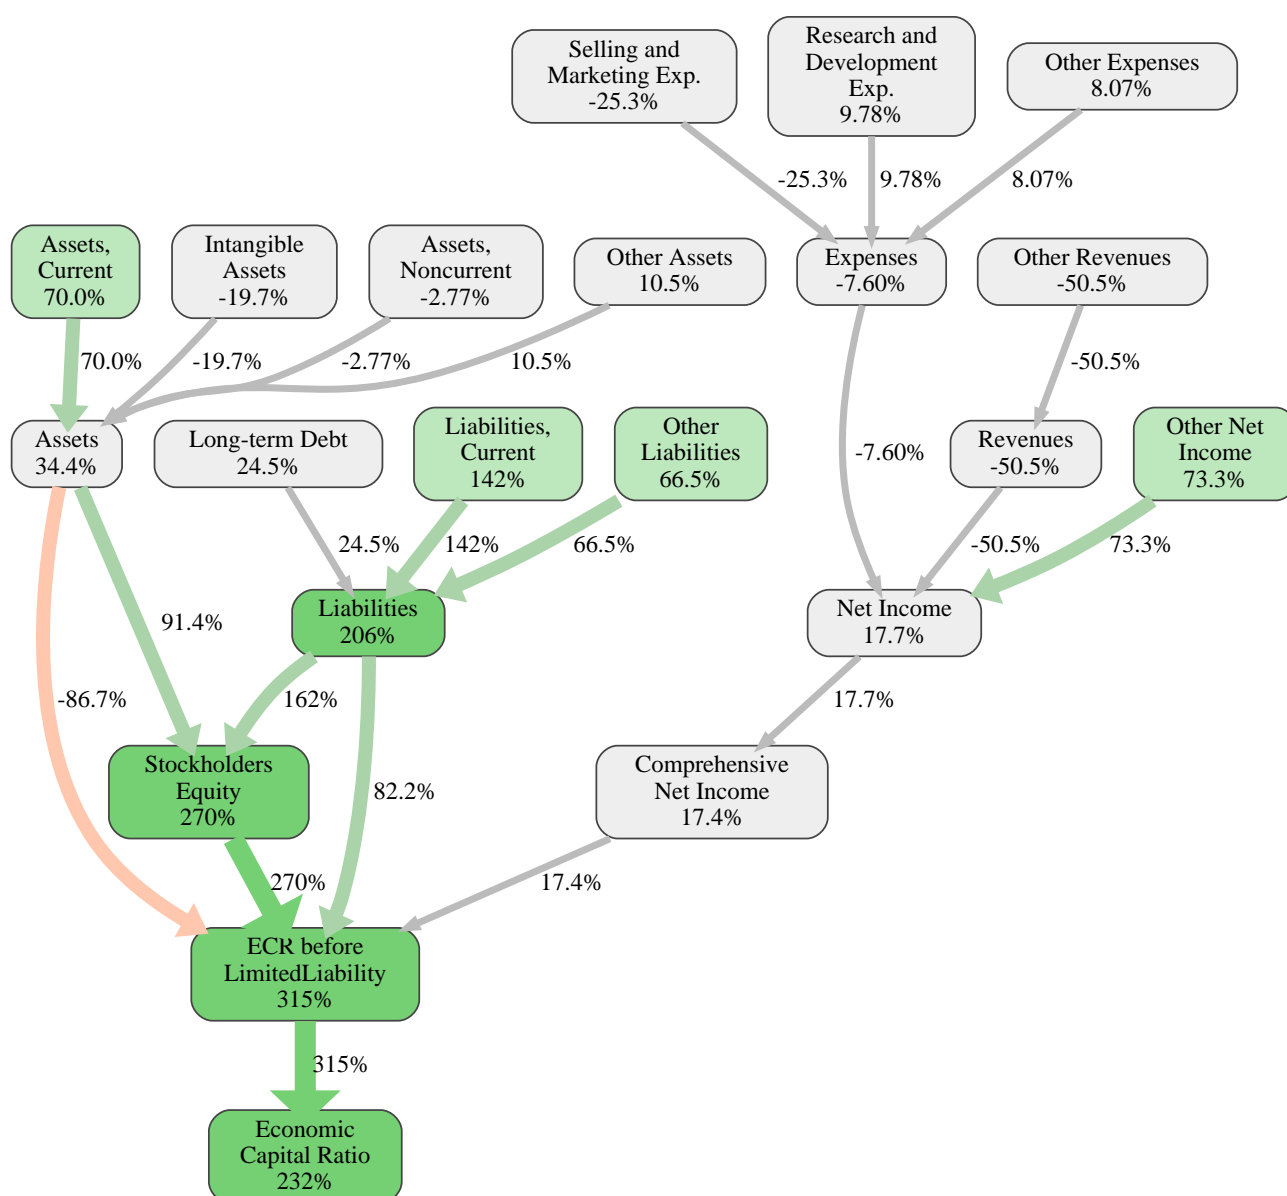 Selling and
Marketing Exp.
-25.3%
Research and
Development
Exp.
9.78%
Other Expenses
8.07%
-25.3%
9.78%
8.07%
Assets,
Current
70.0%
Intangible
Assets
-19.7%
Assets,
Noncurrent
-2.77%
Other Assets
10.5%
Expenses
-7.60%
Other Revenues
-50.5%
70.0%
-19.7%
-2.77%
10.5%
-50.5%
Assets
34.4%
Long-term Debt
24.5%
Liabilities,
Current
142%
Other
Liabilities
66.5%
-7.60%
Revenues
-50.5%
Other Net
Income
73.3%
24.5%
142%
66.5%
-50.5%
73.3%
91.4%
Liabilities
206%
Net Income
17.7%
-86.7%
162%
17.7%
Stockholders
Equity
270%
82.2%
Comprehensive
Net Income
17.4%
270%
17.4%
ECR before
LimitedLiability
315%
315%
Economic
Capital Ratio
232%